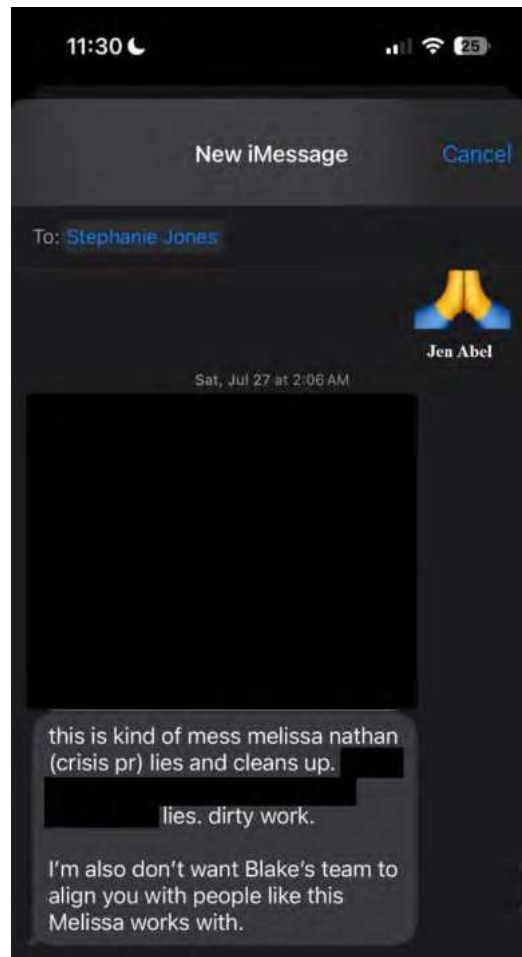 11:30
25
New iMessage
Cancel
To: Stephanie Jones
Jen Abel
Sat, Jul 27 at 2:06 AM
this is kind of mess melissa nathan
(crisis pr) lies and cleans up.
lies. dirty work.
I'm also don't want Blake's team to
align you with people like this
Melissa works with.